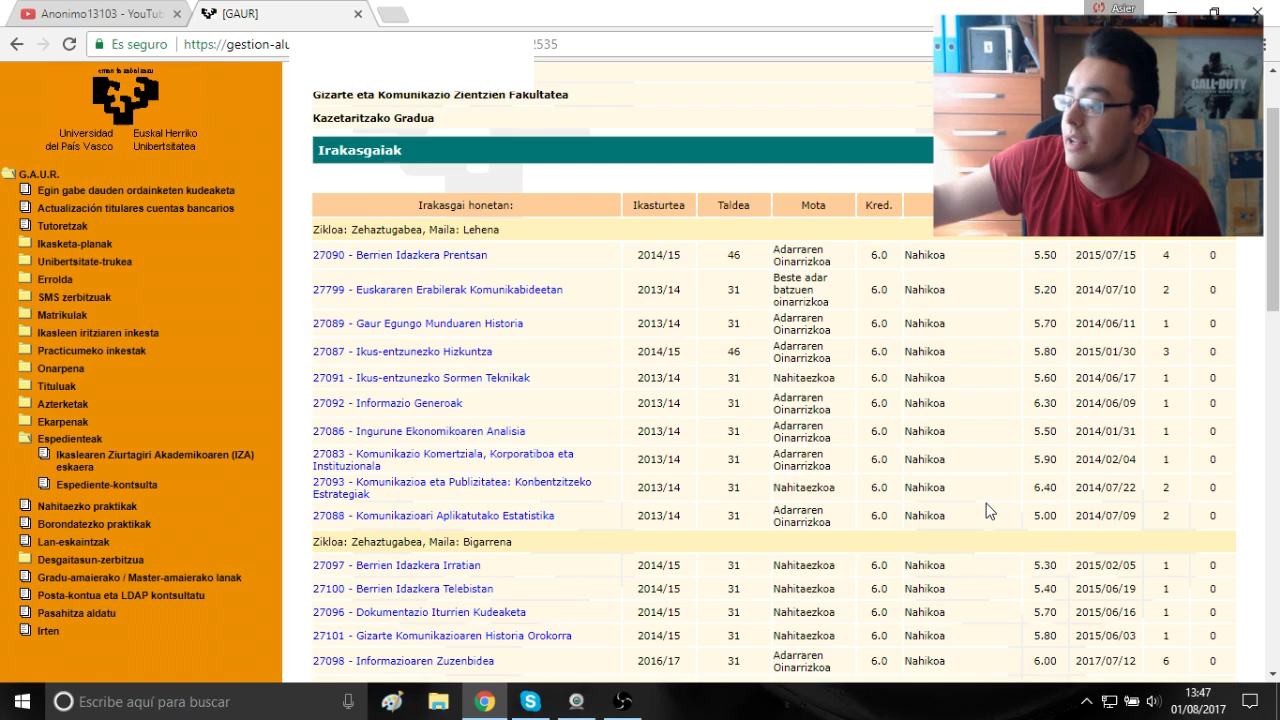 Anonimo13103 - YouTub
[GAUR]
Asier
Es seguro
https://gestion-alu
2535
eman ta zabal zazu
Universidad del País Vasco
Euskal Herriko Unibertsitatea
G.A.U.R.
Egin gabe dauden ordainketen kudeaketa
Actualización titulares cuentas bancarios
Tutoretzak
Ikasketa-planak
Unibertsitate-trukea
Errolda
SMS zerbitzuak
Matrikulak
Ikasleen iritziaren inkesta
Practicumeko inkestak
Onarpena
Tituluak
Azterketak
Ekarpenak
Espedienteak
Ikaslearen Ziurtagiri Akademikoaren (IZA)
eskaera
Espediente-kontsulta
Nahitaezko praktikak
Borondatezko praktikak
Lan-eskaintzak
Desgaitasun-zerbitzua
Gradu-amaierako / Master-amaierako lanak
Posta-kontua eta LDAP kontsultatu
Pasahitza aldatu
Irten
Gizarte eta Komunikazio Zientzien Fakultatea
Kazetaritzako Gradua
Irakasgaiak
Irakasgai honetan: Ikasturtea Taldea Mota Kred.
Zikloa: Zehaztugabea, Maila: Lehena
27090 - Berrien Idazkera Prentsan 2014/15 46 Adarraren Oinarrizkoa 6.0 Nahikoa 5.50 2015/07/15 4 0
27799 - Euskararen Erabilerak Komunikabideetan 2013/14 31 Beste adar batzuen oinarrizkoa 6.0 Nahikoa 5.20 2014/07/10 2 0
27089 - Gaur Egungo Munduaren Historia 2013/14 31 Adarraren Oinarrizkoa 6.0 Nahikoa 5.70 2014/06/11 1 0
27087 - Ikus-entzunezko Hizkuntza 2014/15 46 Adarraren Oinarrizkoa 6.0 Nahikoa 5.80 2015/01/30 3 0
27091 - Ikus-entzunezko Sormen Teknikak 2013/14 31 Nahitaezkoa 6.0 Nahikoa 5.60 2014/06/17 1 0
27092 - Informazio Generoak 2013/14 31 Adarraren Oinarrizkoa 6.0 Nahikoa 6.30 2014/06/09 1 0
27086 - Ingurune Ekonomikoaren Analisia 2013/14 31 Adarraren Oinarrizkoa 6.0 Nahikoa 5.50 2014/01/31 1 0
27083 - Komunikazio Komertziala, Korporatiboa eta Instituzionala 2013/14 31 Adarraren Oinarrizkoa 6.0 Nahikoa 5.90 2014/02/04 1 0
27093 - Komunikazioa eta Publizitatea: Konbentzitzeko Estrategiak 2013/14 31 Nahitaezkoa 6.0 Nahikoa 6.40 2014/07/22 2 0
27088 - Komunikazioari Aplikatutako Estatistika 2013/14 31 Adarraren Oinarrizkoa 6.0 Nahikoa 5.00 2014/07/09 2 0
Zikloa: Zehaztugabea, Maila: Bigarrena
27097 - Berrien Idazkera Irratian 2014/15 31 Nahitaezkoa 6.0 Nahikoa 5.30 2015/02/05 1 0
27100 - Berrien Idazkera Telebistan 2014/15 31 Nahitaezkoa 6.0 Nahikoa 5.40 2015/06/19 1 0
27096 - Dokumentazio Iturrien Kudeaketa 2014/15 31 Nahitaezkoa 6.0 Nahikoa 5.70 2015/06/16 1 0
27101 - Gizarte Komunikazioaren Historia Orokorra 2014/15 31 Nahitaezkoa 6.0 Nahikoa 5.80 2015/06/03 1 0
27098 - Informazioaren Zuzenbidea 2016/17 31 Adarraren Oinarrizkoa 6.0 Nahikoa 6.00 2017/07/12 6 0
CALL OF DUTY
Escribe aquí para buscar
13:47
01/08/2017